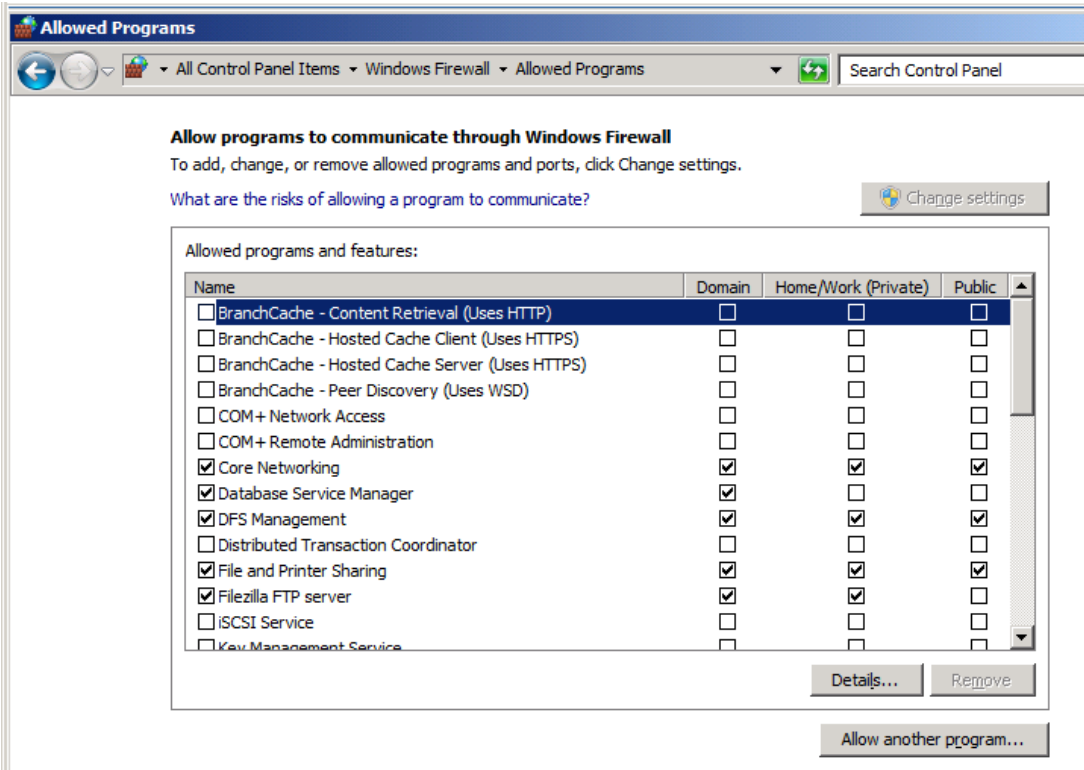 Allowed Programs
All Control Panel Items Windows Firewall Allowed Programs Search Control Panel
Allow programs to communicate through Windows Firewall
To add, change, or remove allowed programs and ports, click Change settings.
What are the risks of allowing a program to communicate? Change settings
Allowed programs and features:
Name Domain Home/Work (Private) Public
BranchCache - Content Retrieval (Uses HTTP)
BranchCache - Hosted Cache Client (Uses HTTPS)
BranchCache - Hosted Cache Server (Uses HTTPS)
BranchCache - Peer Discovery (Uses WSD)
COM+ Network Access
COM+ Remote Administration
Core Networking
Database Service Manager
DFS Management
Distributed Transaction Coordinator
File and Printer Sharing
Filezilla FTP server
iSCSI Service
Key Management Service
Details... Remove
Allow another program...